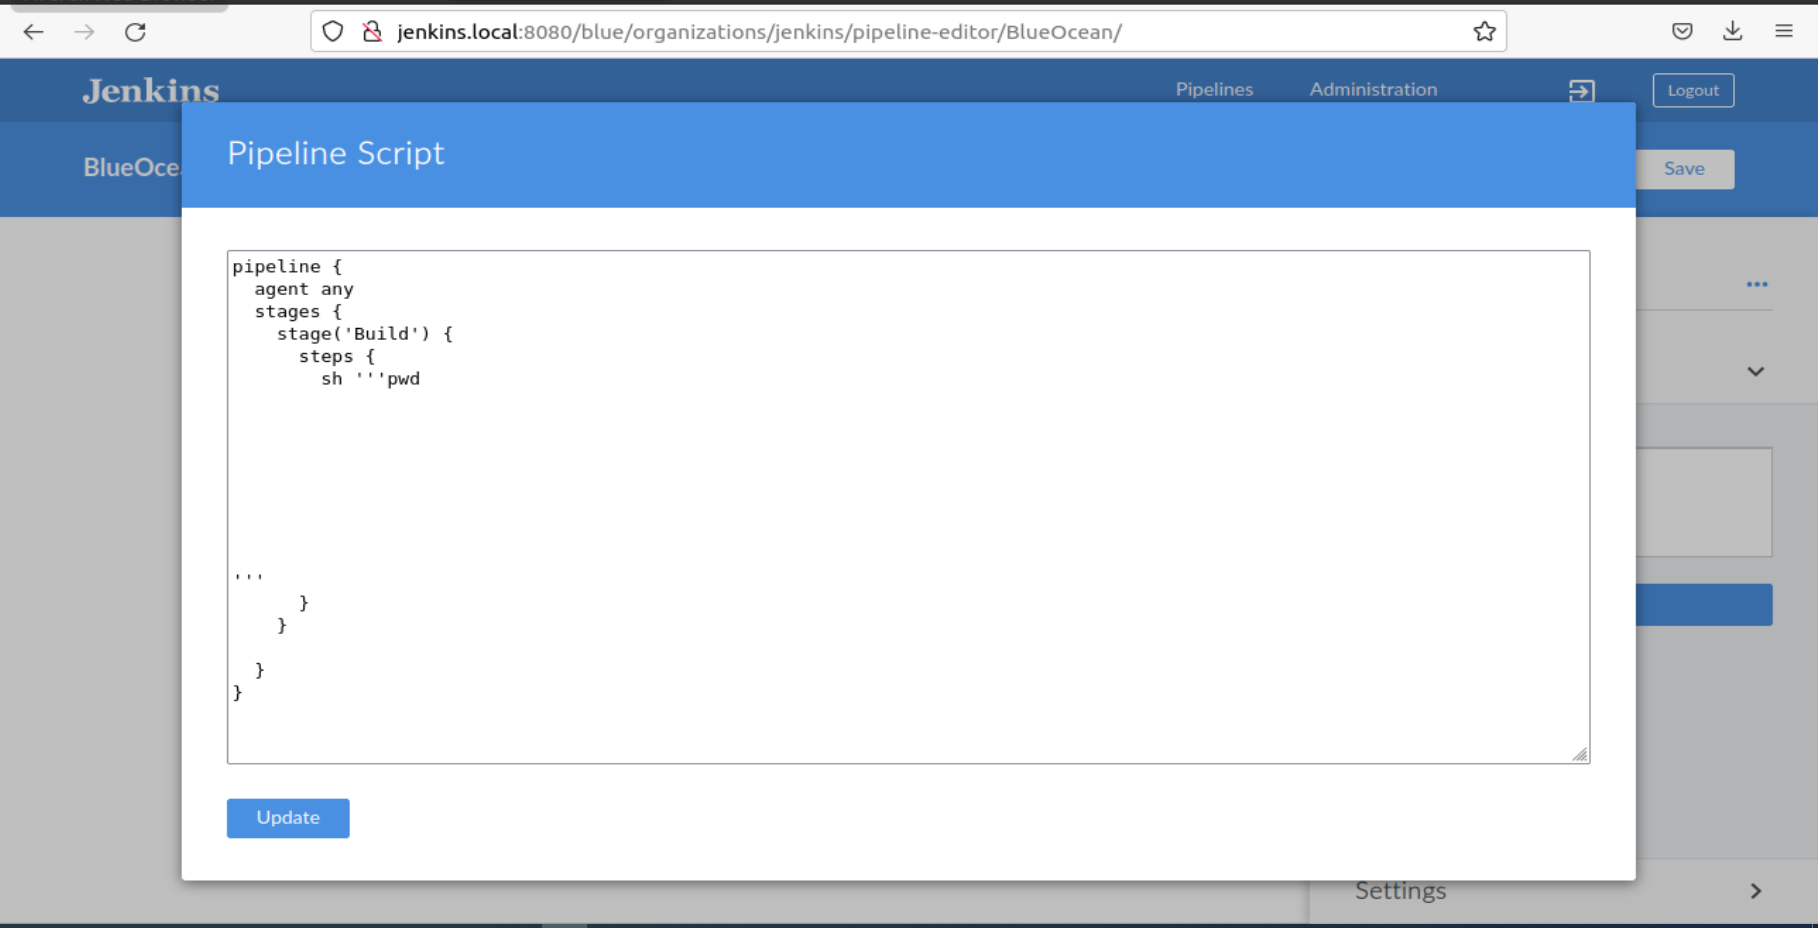 jenkins.local:8080/blue/organizations/jenkins/pipeline-editor/BlueOcean/
Jenkins
Pipelines
Administration
Logout
BlueOce
Pipeline Script
Save
pipeline {
  agent any
  stages {
    stage('Build') {
      steps {
        sh '''pwd
'''
      }
    }
  }
}
Update
Settings